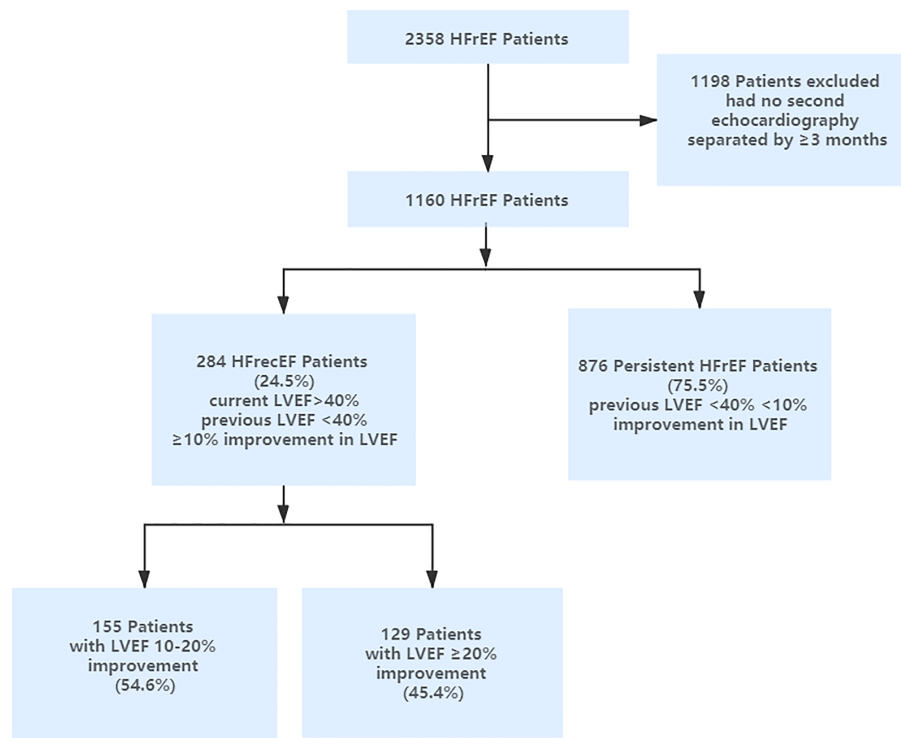 2358 HFrEF Patients
1198 Patients excluded
had no second
echocardiography
separated by ≥3 months
1160 HFrEF Patients
284 HFrecEF Patients
(24.5%)
current LVEF>40%
previous LVEF <40%
≥10% improvement in LVEF
876 Persistent HFrEF Patients
(75.5%)
previous LVEF <40% <10%
improvement in LVEF
155 Patients
with LVEF 10-20%
improvement
(54.6%)
129 Patients
with LVEF ≥20%
improvement
(45.4%)